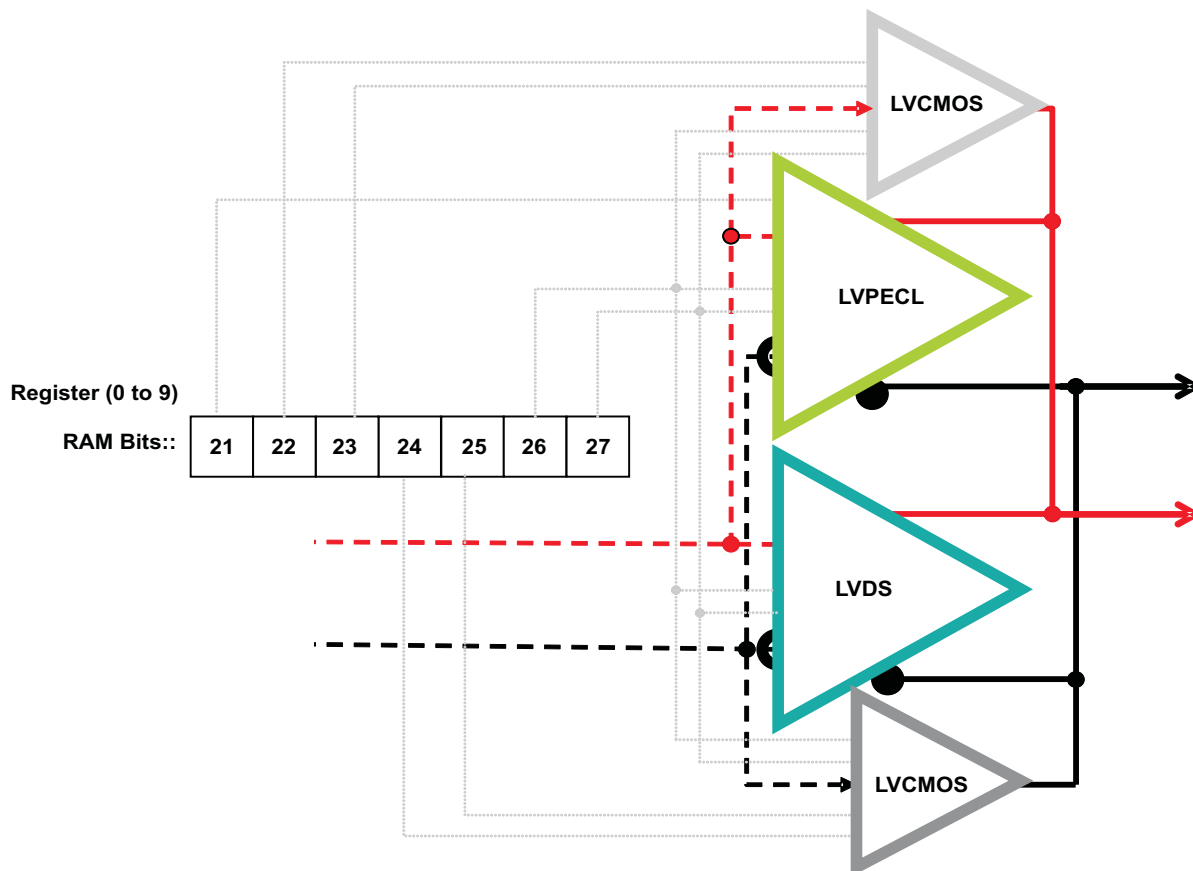 LVCMOS
LVPECL
Register (0 to 9)
RAM Bits:: 21 22 23 24 25 26 27
LVDS
LVCMOS